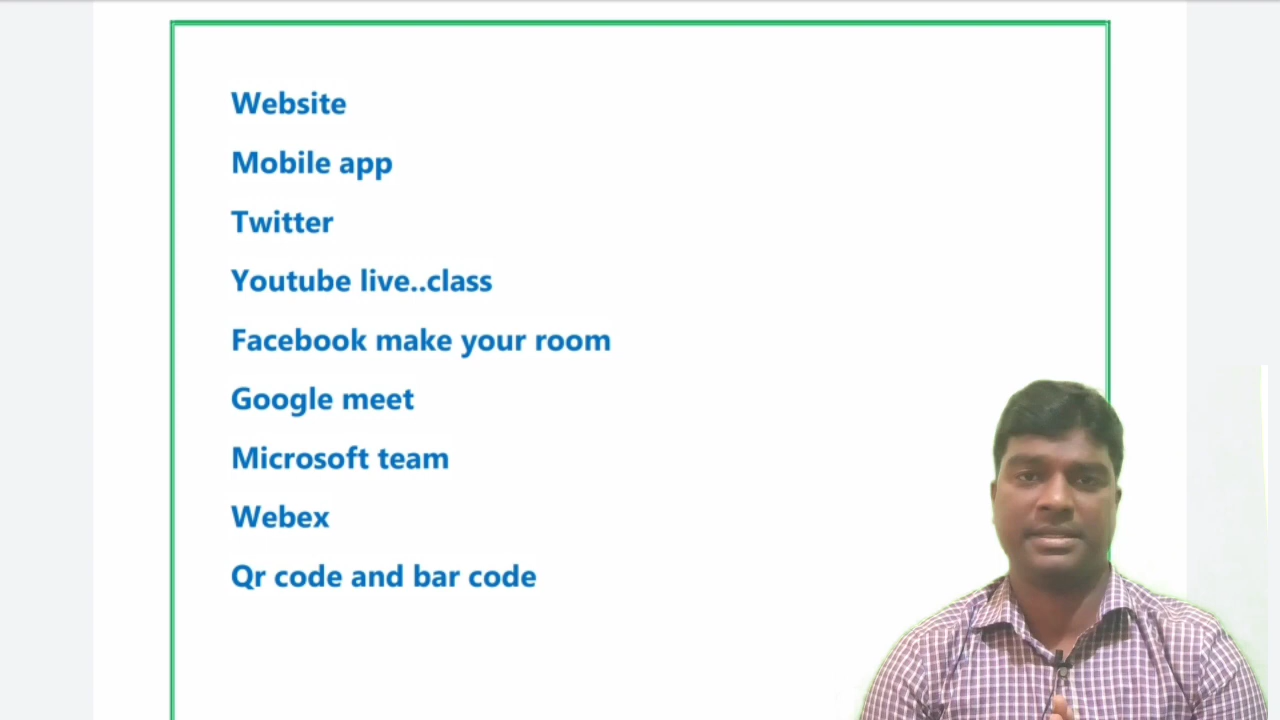 Website
Mobile app
Twitter
Youtube live..class
Facebook make your room
Google meet
Microsoft team
Webex
Qr code and bar code